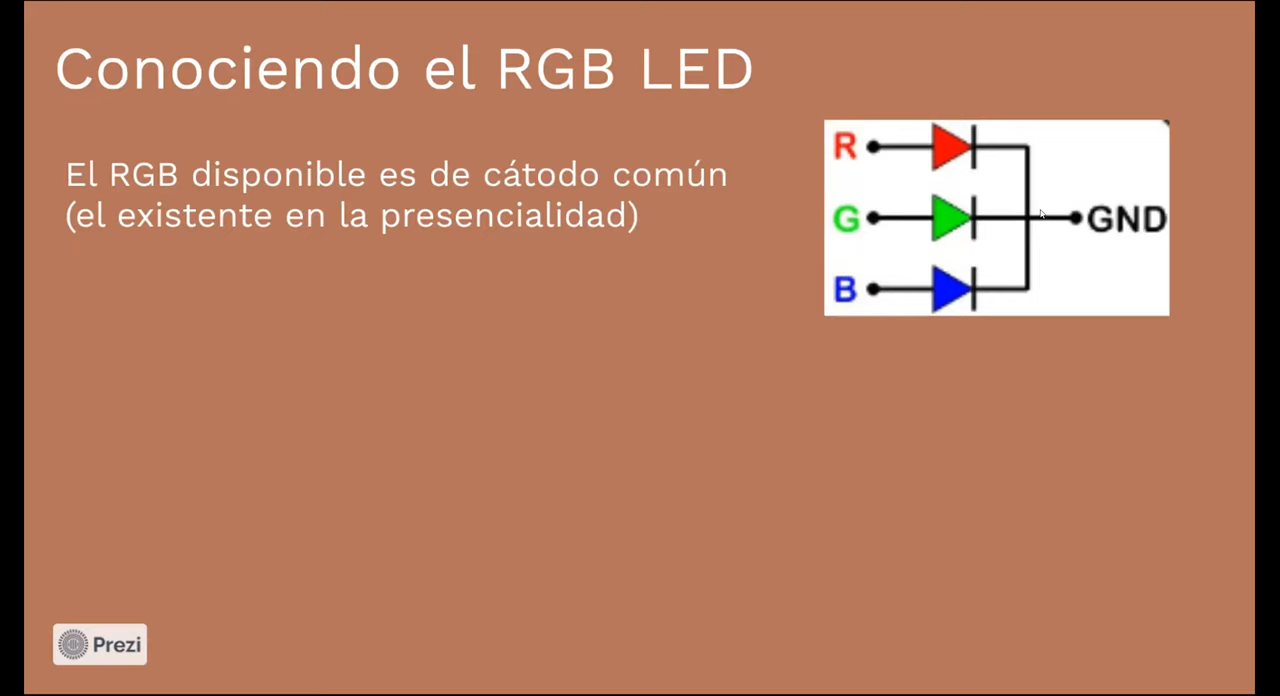 Conociendo el RGB LED
El RGB disponible es de cátodo común
(el existente en la presencialidad)
R
G
GND
B
Prezi